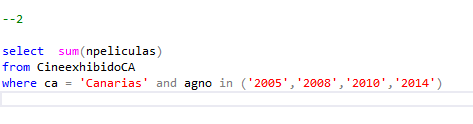 --2
select  sum(npeliculas)
from CineexhibidoCA
where ca = 'Canarias' and agno in ('2005','2008','2010', '2014')